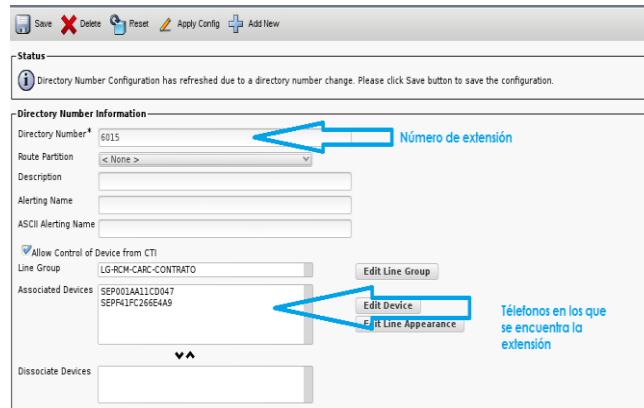 Save Delete Reset Apply Config Add New
Status
Directory Number Configuration has refreshed due to a directory number change. Please click Save button to save the configuration.
Directory Number Information
Directory Number* 6015
Número de extensión
Route Partition < None >
Description
Alerting Name
ASCII Alerting Name
Allow Control of Device from CTI
Line Group LG-RCM-CARC-CONTRATO Edit Line Group
Associated Devices SEP001AA11CD047
SEPF41FC266E4A9
Edit Device
Edit Line Appearance
Télefonos en los que
se encuentra la
extensión
Dissociate Devices